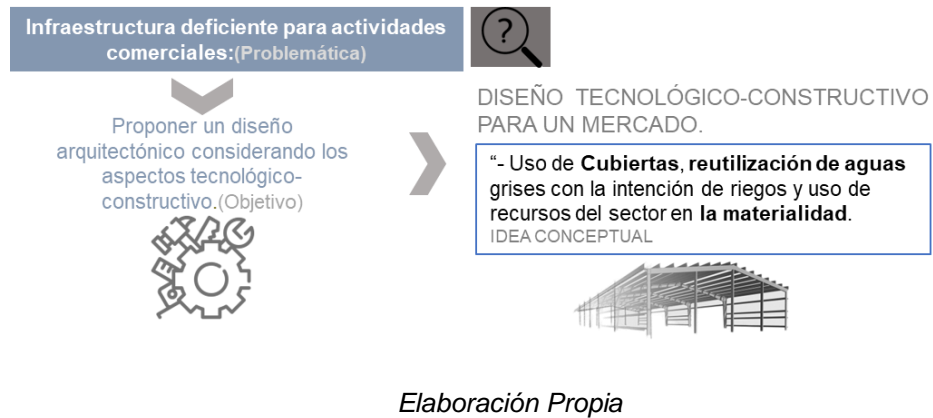 Infraestructura deficiente para actividades
comerciales:(Problemática)
?
Proponer un diseño
arquitectónico considerando los
aspectos tecnológico-
constructivo.(Objetivo)
DISEÑO TECNOLÓGICO-CONSTRUCTIVO
PARA UN MERCADO.
“- Uso de Cubiertas, reutilización de aguas
grises con la intención de riegos y uso de
recursos del sector en la materialidad.
IDEA CONCEPTUAL
Elaboración Propia